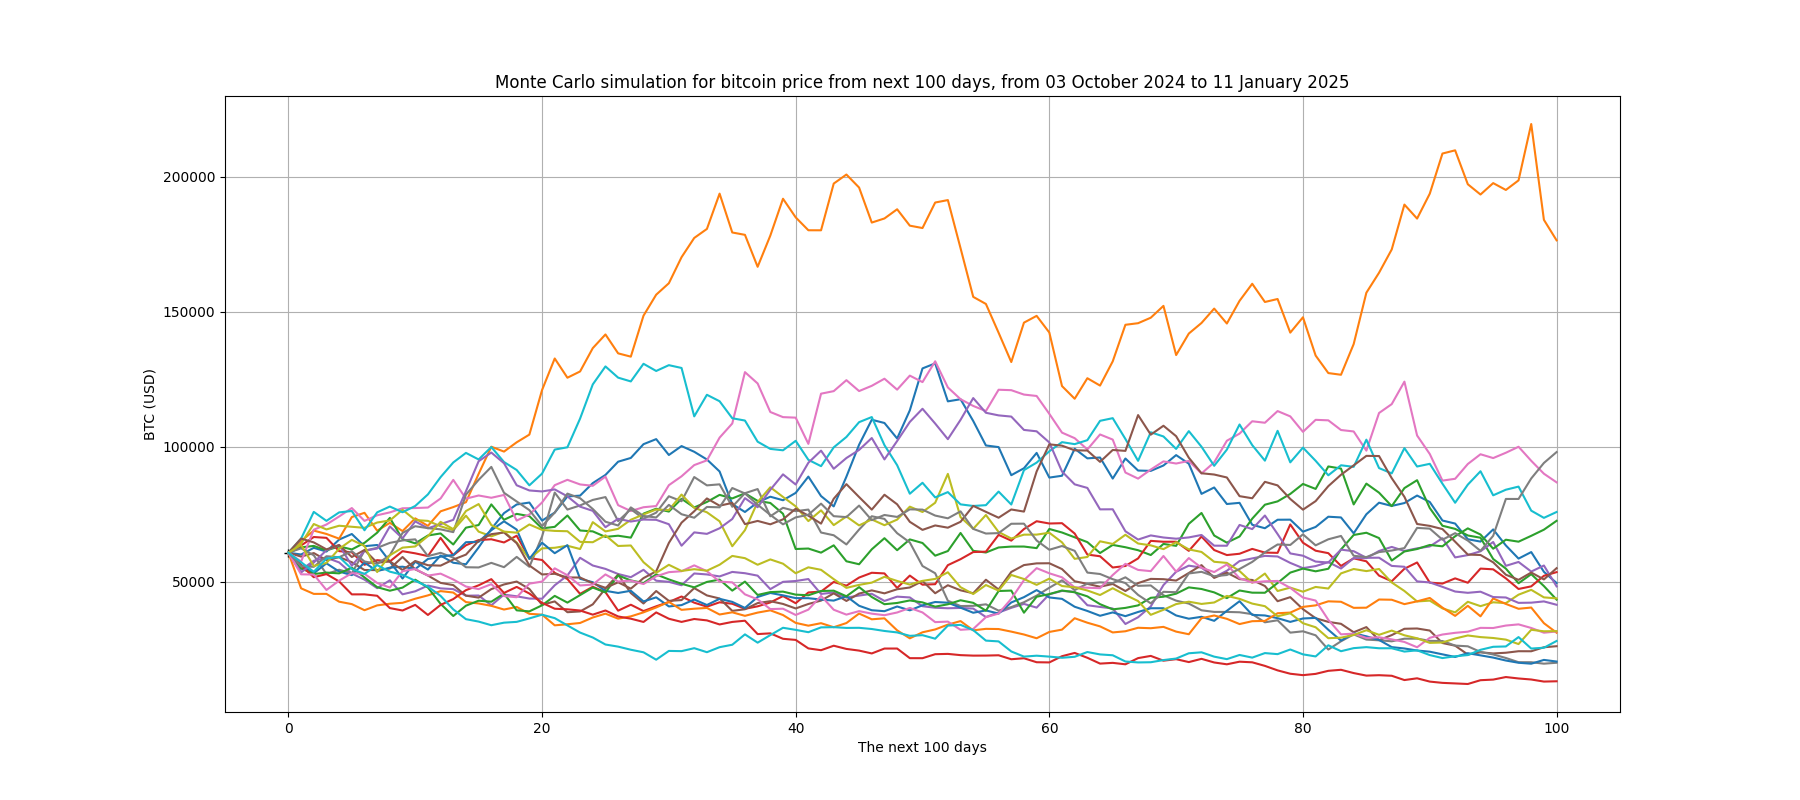 Monte Carlo simulation for bitcoin price from next 100 days, from 03 October 2024 to 11 January 2025
200000
150000
100000
50000
BTC (USD)
0 20 40 60 80 100
The next 100 days